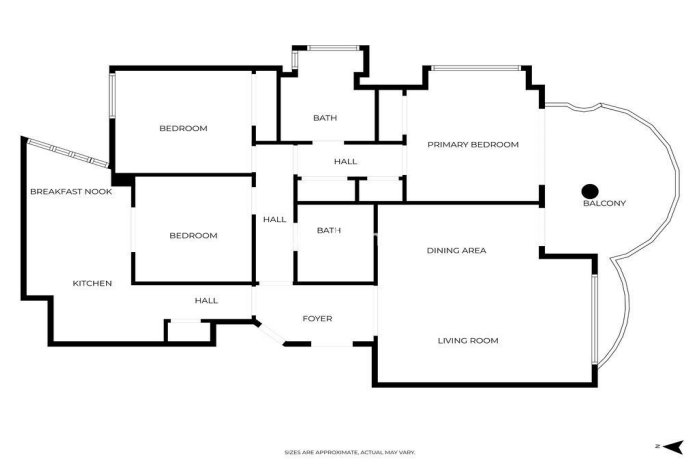 BATH
BEDROOM
PRIMARY BEDROOM
HALL
BREAKFAST NOOK
BALCONY
HALL
BATH
BEDROOM
DINING AREA
KITCHEN
HALL
FOYER
LIVING ROOM
N
SIZES ARE APPROXIMATE, ACTUAL MAY VARY.